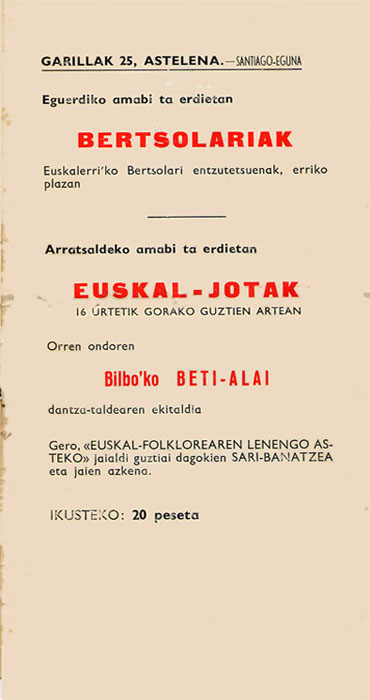 GARILLAK 25, ASTELENA.—SANTIAGO-EGUNA
Eguerdiko amabi ta erdietan
BERTSOLARIAK
Euskalerri'ko Bertsolari entzutetsuenak, erriko
plazan
Arratsaldeko amabi ta erdietan
EUSKAL-JOTAK
16 URTETIK GORAKO GUZTIEN ARTEAN
Orren ondoren
Bilbo'ko BETI-ALAI
dantza-taldearen ekitaldia
Gero, «EUSKAL-FOLKLOREAREN LENENGO AS-
TEKO» jaialdi guztiai dagokien SARI-BANATZEA
eta jaien azkena.
IKUSTEKO: 20 peseta